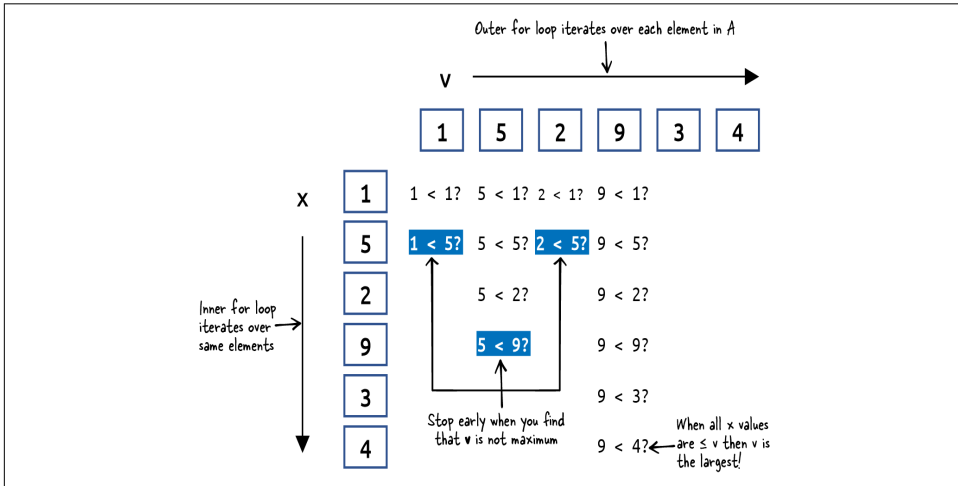 Outer for loop iterates over each element in A
v
1 5 2 9 3 4
x 1 1 < 1? 5 < 1? 2 < 1? 9 < 1?
5 1 < 5? 5 < 5? 2 < 5? 9 < 5?
2 5 < 2? 9 < 2?
Inner for loop
iterates over
same elements
9 5 < 9? 9 < 9?
3 9 < 3?
Stop early when you find
that v is not maximum
4 9 < 4?
When all x values
are ≤ v then v is
the largest!